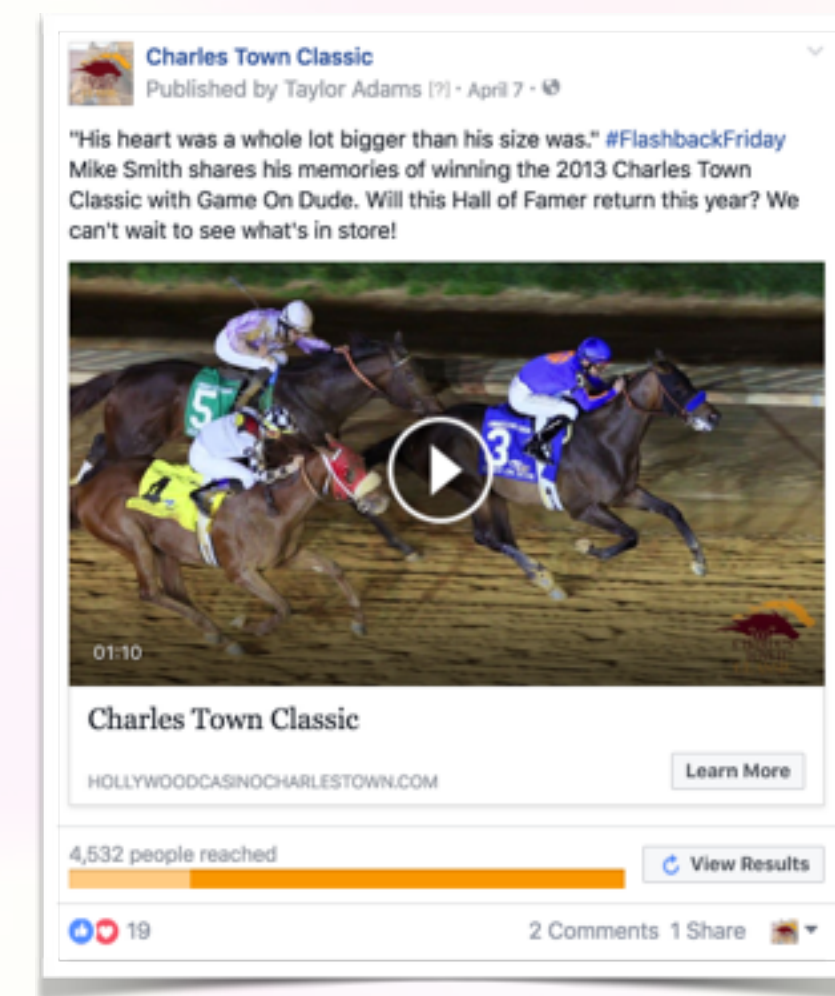 Charles Town Classic
Published by Taylor Adams [?] · April 7 ·
"His heart was a whole lot bigger than his size was." #FlashbackFriday
Mike Smith shares his memories of winning the 2013 Charles Town
Classic with Game On Dude. Will this Hall of Famer return this year? We
can't wait to see what's in store!
5
3
4
01:10
Charles Town Classic
HOLLYWOODCASINOCHARLESTOWN.COM
Learn More
4,532 people reached
View Results
19
2 Comments 1 Share